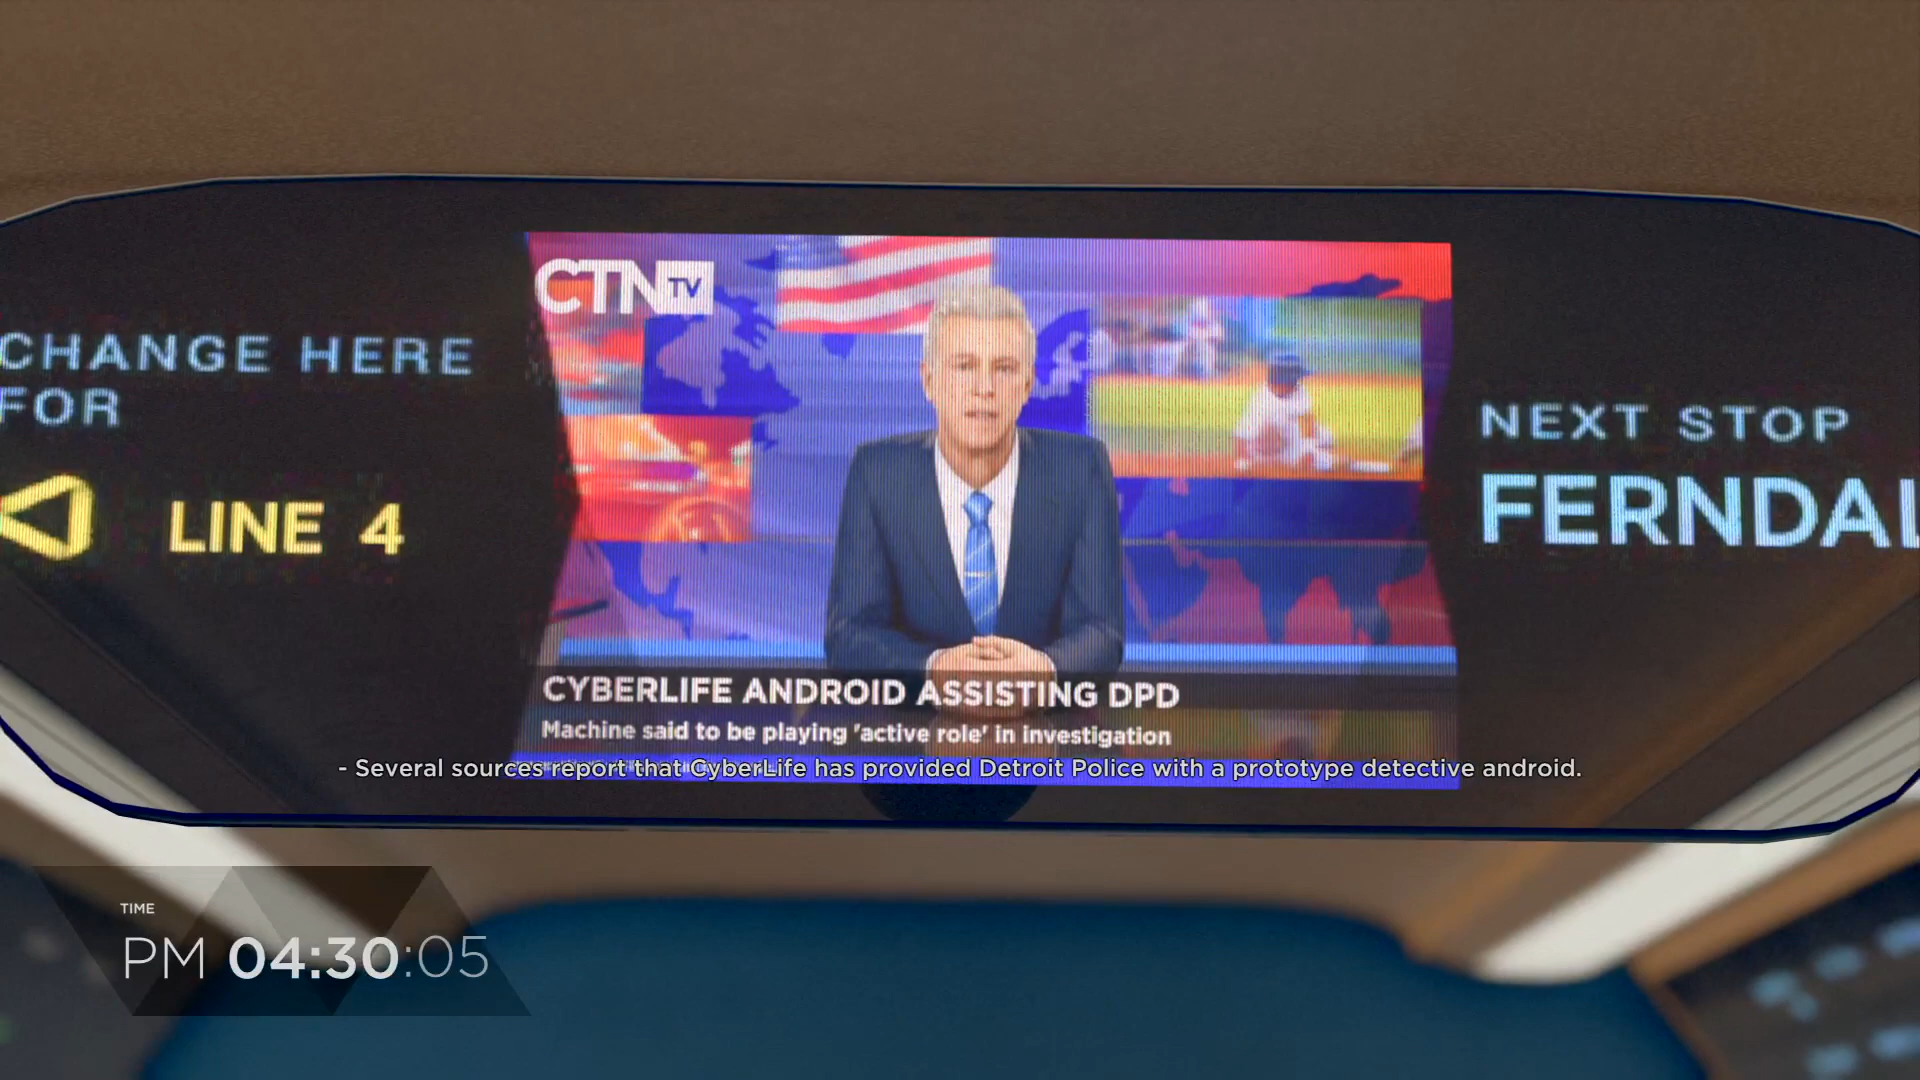 CTN TV
CHANGE HERE
FOR
LINE 4
NEXT STOP
FERNDAL
CYBERLIFE ANDROID ASSISTING DPD
Machine said to be playing 'active role' in investigation
- Several sources report that CyberLife has provided Detroit Police with a prototype detective android.
TIME
PM 04:30:05